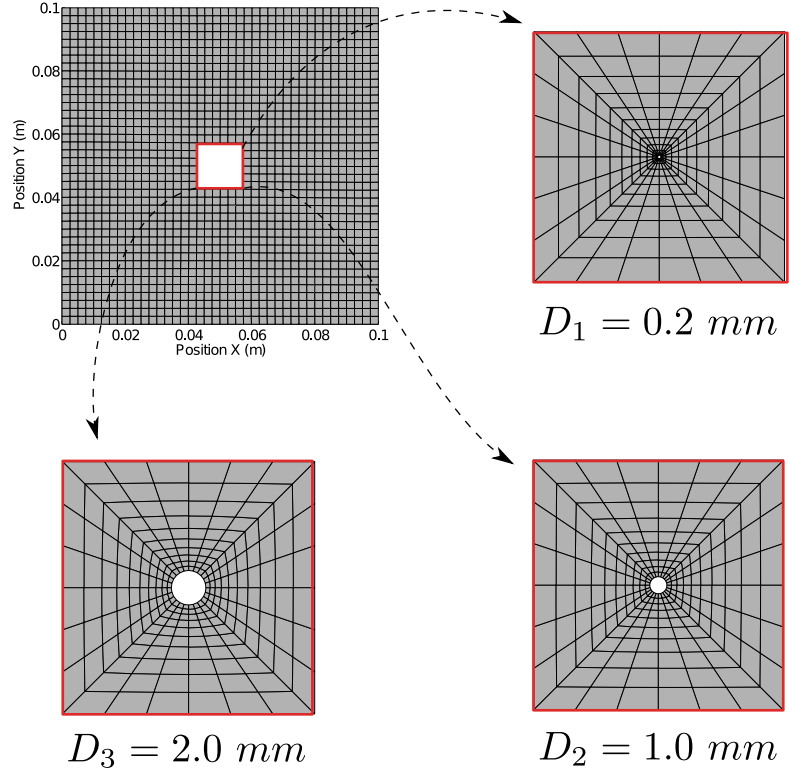 0.1
0.08
0.06
0.04
0.02
0
Position Y (m)
0 0.02 0.04 0.06 0.08 0.1
Position X (m)
D₁ = 0.2 mm
D₃ = 2.0 mm
D₂ = 1.0 mm